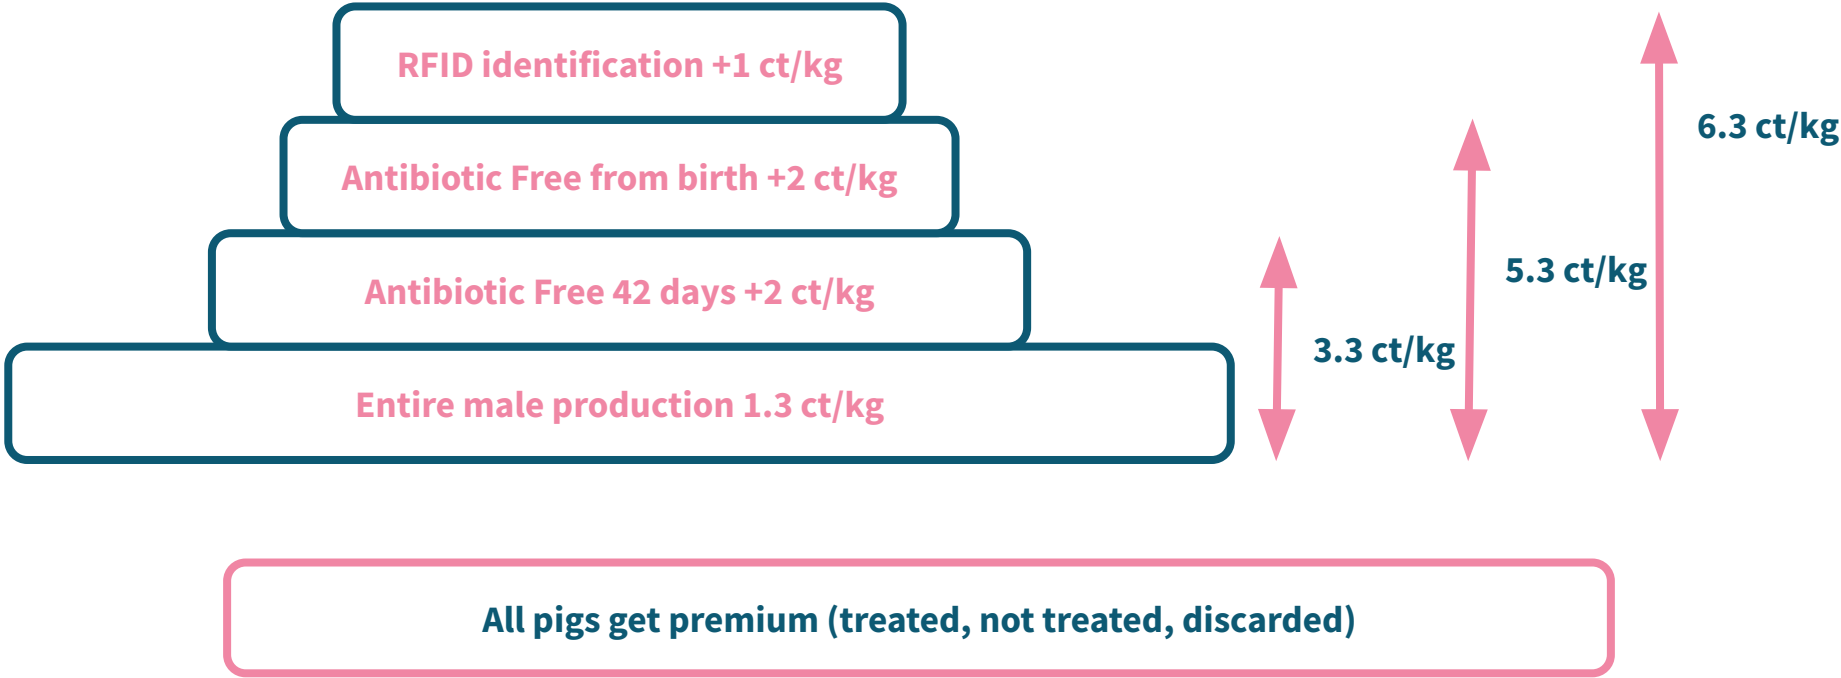 RFID identification +1 ct/kg
Antibiotic Free from birth +2 ct/kg
Antibiotic Free 42 days +2 ct/kg
Entire male production 1.3 ct/kg
3.3 ct/kg
5.3 ct/kg
6.3 ct/kg
All pigs get premium (treated, not treated, discarded)